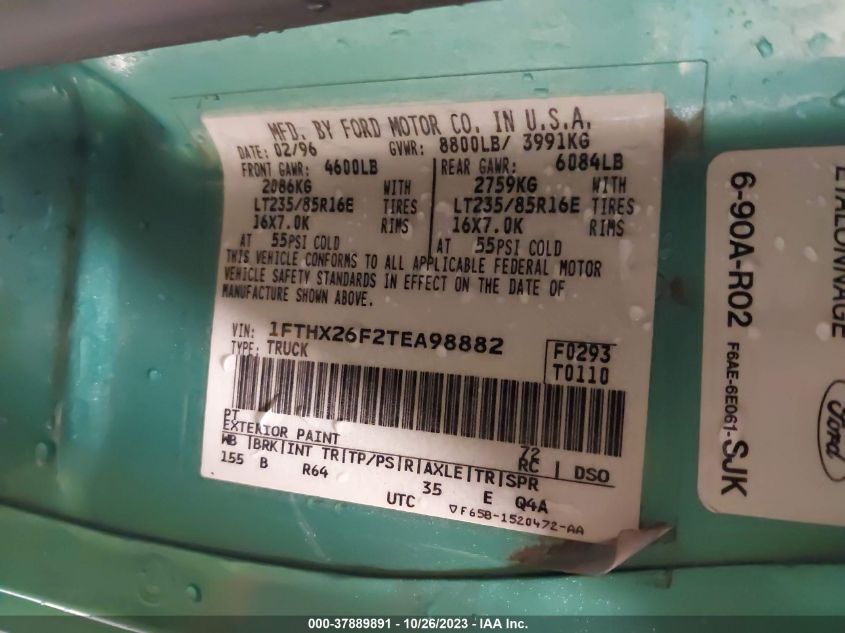 MFD. BY FORD MOTOR CO. IN U.S.A.
DATE: 02/96 GVWR: 8800LB/ 3991KG
FRONT GAWR: 4600LB REAR GAWR: 6084LB
2086KG WITH 2759KG WITH
LT235/85R16E TIRES LT235/85R16E TIRES
16X7.0K RIMS 16X7.0K RIMS
AT 55PSI COLD AT 55PSI COLD
THIS VEHICLE CONFORMS TO ALL APPLICABLE FEDERAL MOTOR
VEHICLE SAFETY STANDARDS IN EFFECT ON THE DATE OF
MANUFACTURE SHOWN ABOVE.
VIN: 1FTHX26F2TEA98882 F0293
TYPE: TRUCK T0110
PT 72
EXTERIOR PAINT RC DSO
WB |BRK|INT TR|TP/PS|R|AXLE|TR|SPR
155 B R64 35 E Q4A
UTC ▽F65B-1520472-AA
ETALONNAGE
6-90A-R02 F6AE-6E061-SJK
Ford
000-37889891 | 10/26/2023 | IAA Inc.